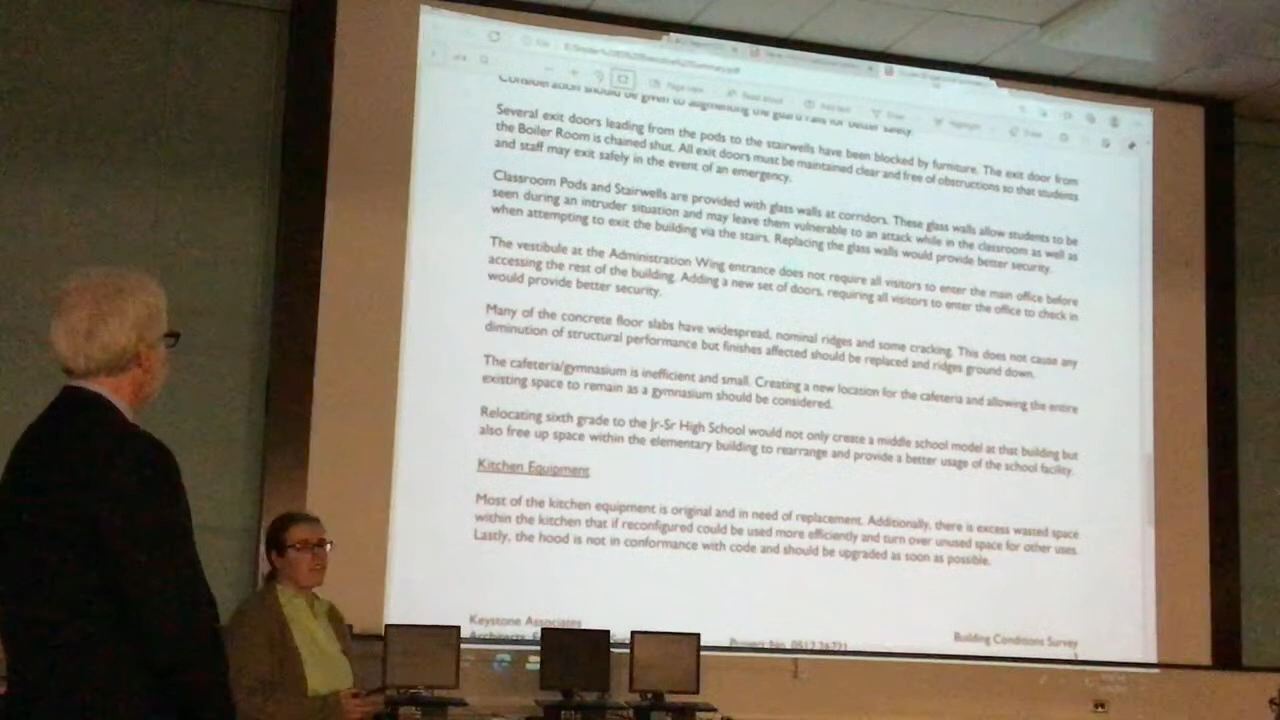 Consideration should be given to augmenting the guard rails for better safety.
Several exit doors leading from the pods to the stairwells have been blocked by furniture. The exit door from
the Boiler Room is chained shut. All exit doors must be maintained clear and free of obstructions so that students
and staff may exit safely in the event of an emergency.
Classroom Pods and Stairwells are provided with glass walls at corridors. These glass walls allow students to be
seen during an intruder situation and may leave them vulnerable to an attack while in the classroom as well as
when attempting to exit the building via the stairs. Replacing the glass walls would provide better security.
The vestibule at the Administration Wing entrance does not require all visitors to enter the main office before
accessing the rest of the building. Adding a new set of doors, requiring all visitors to enter the office to check in
would provide better security.
Many of the concrete floor slabs have widespread, nominal ridges and some cracking. This does not cause any
diminution of structural performance but finishes affected should be replaced and ridges ground down.
The cafeteria/gymnasium is inefficient and small. Creating a new location for the cafeteria and allowing the entire
existing space to remain as a gymnasium should be considered.
Relocating sixth grade to the Jr-Sr High School would not only create a middle school model at that building but
also free up space within the elementary building to rearrange and provide a better usage of the school facility.
Kitchen Equipment
Most of the kitchen equipment is original and in need of replacement. Additionally, there is excess wasted space
within the kitchen that if reconfigured could be used more efficiently and turn over unused space for other uses.
Lastly, the hood is not in conformance with code and should be upgraded as soon as possible.
Keystone Associates
Building Conditions Survey
Architects,
Project No.